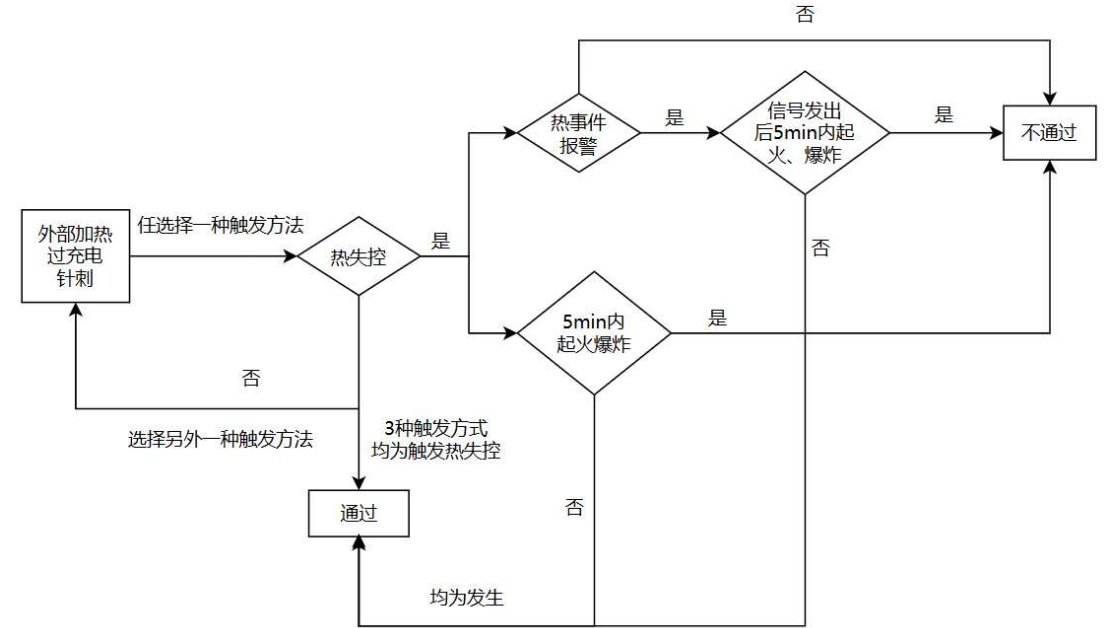 否
热事件
报警
是
信号发出
后5min内起
火、爆炸
是
不通过
外部加热
过充电
针刺
任选择一种触发方法
热失控
是
否
5min内
起火爆炸
是
否
选择另外一种触发方法
3种触发方式
均为触发热失控
通过
否
均为发生